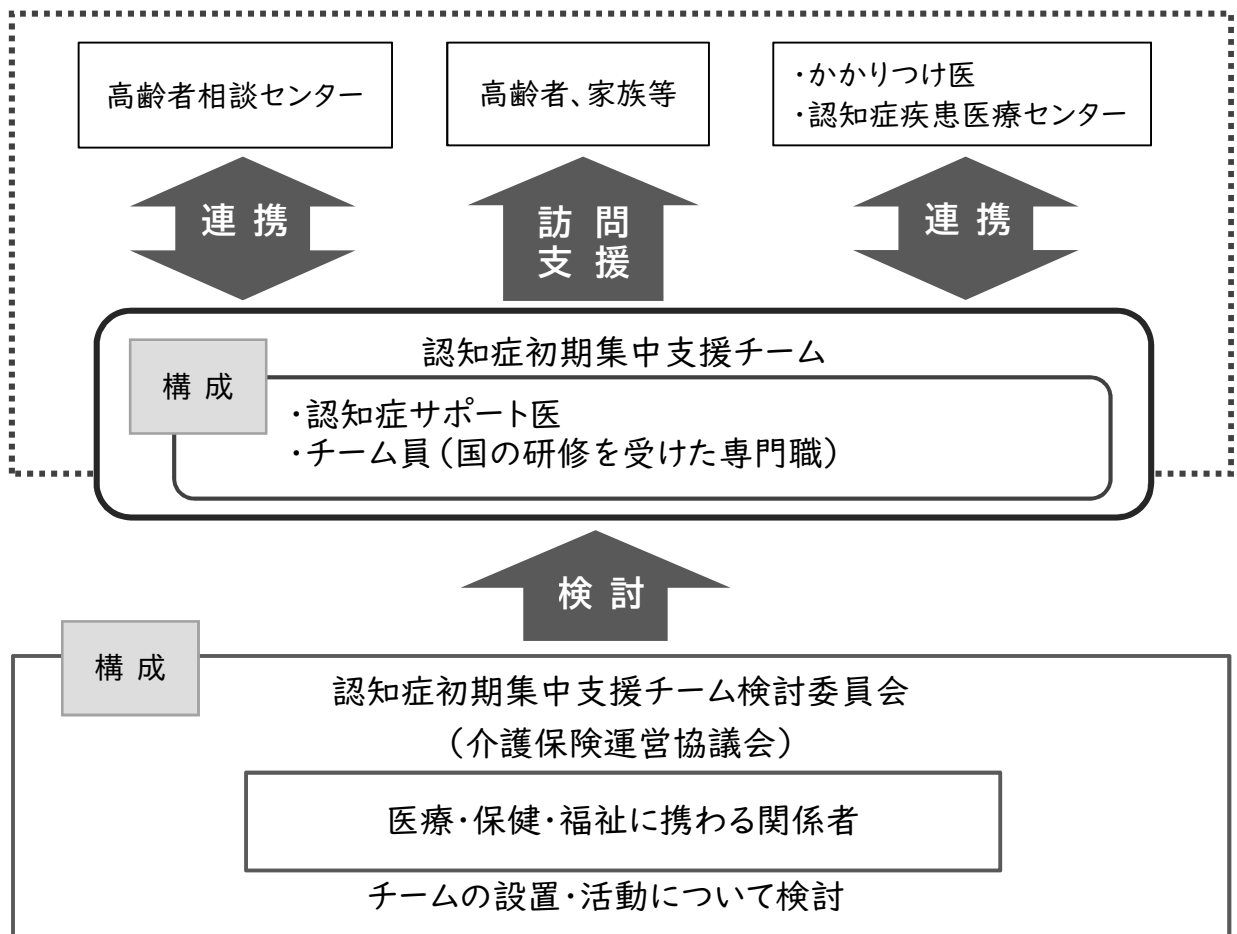 高齢者相談センター
高齢者、家族等
・かかりつけ医
・認知症疾患医療センター
連携
訪問
支援
連携
認知症初期集中支援チーム
構成
・認知症サポート医
・チーム員(国の研修を受けた専門職)
検討
構成
認知症初期集中支援チーム検討委員会
(介護保険運営協議会)
医療・保健・福祉に携わる関係者
チームの設置・活動について検討